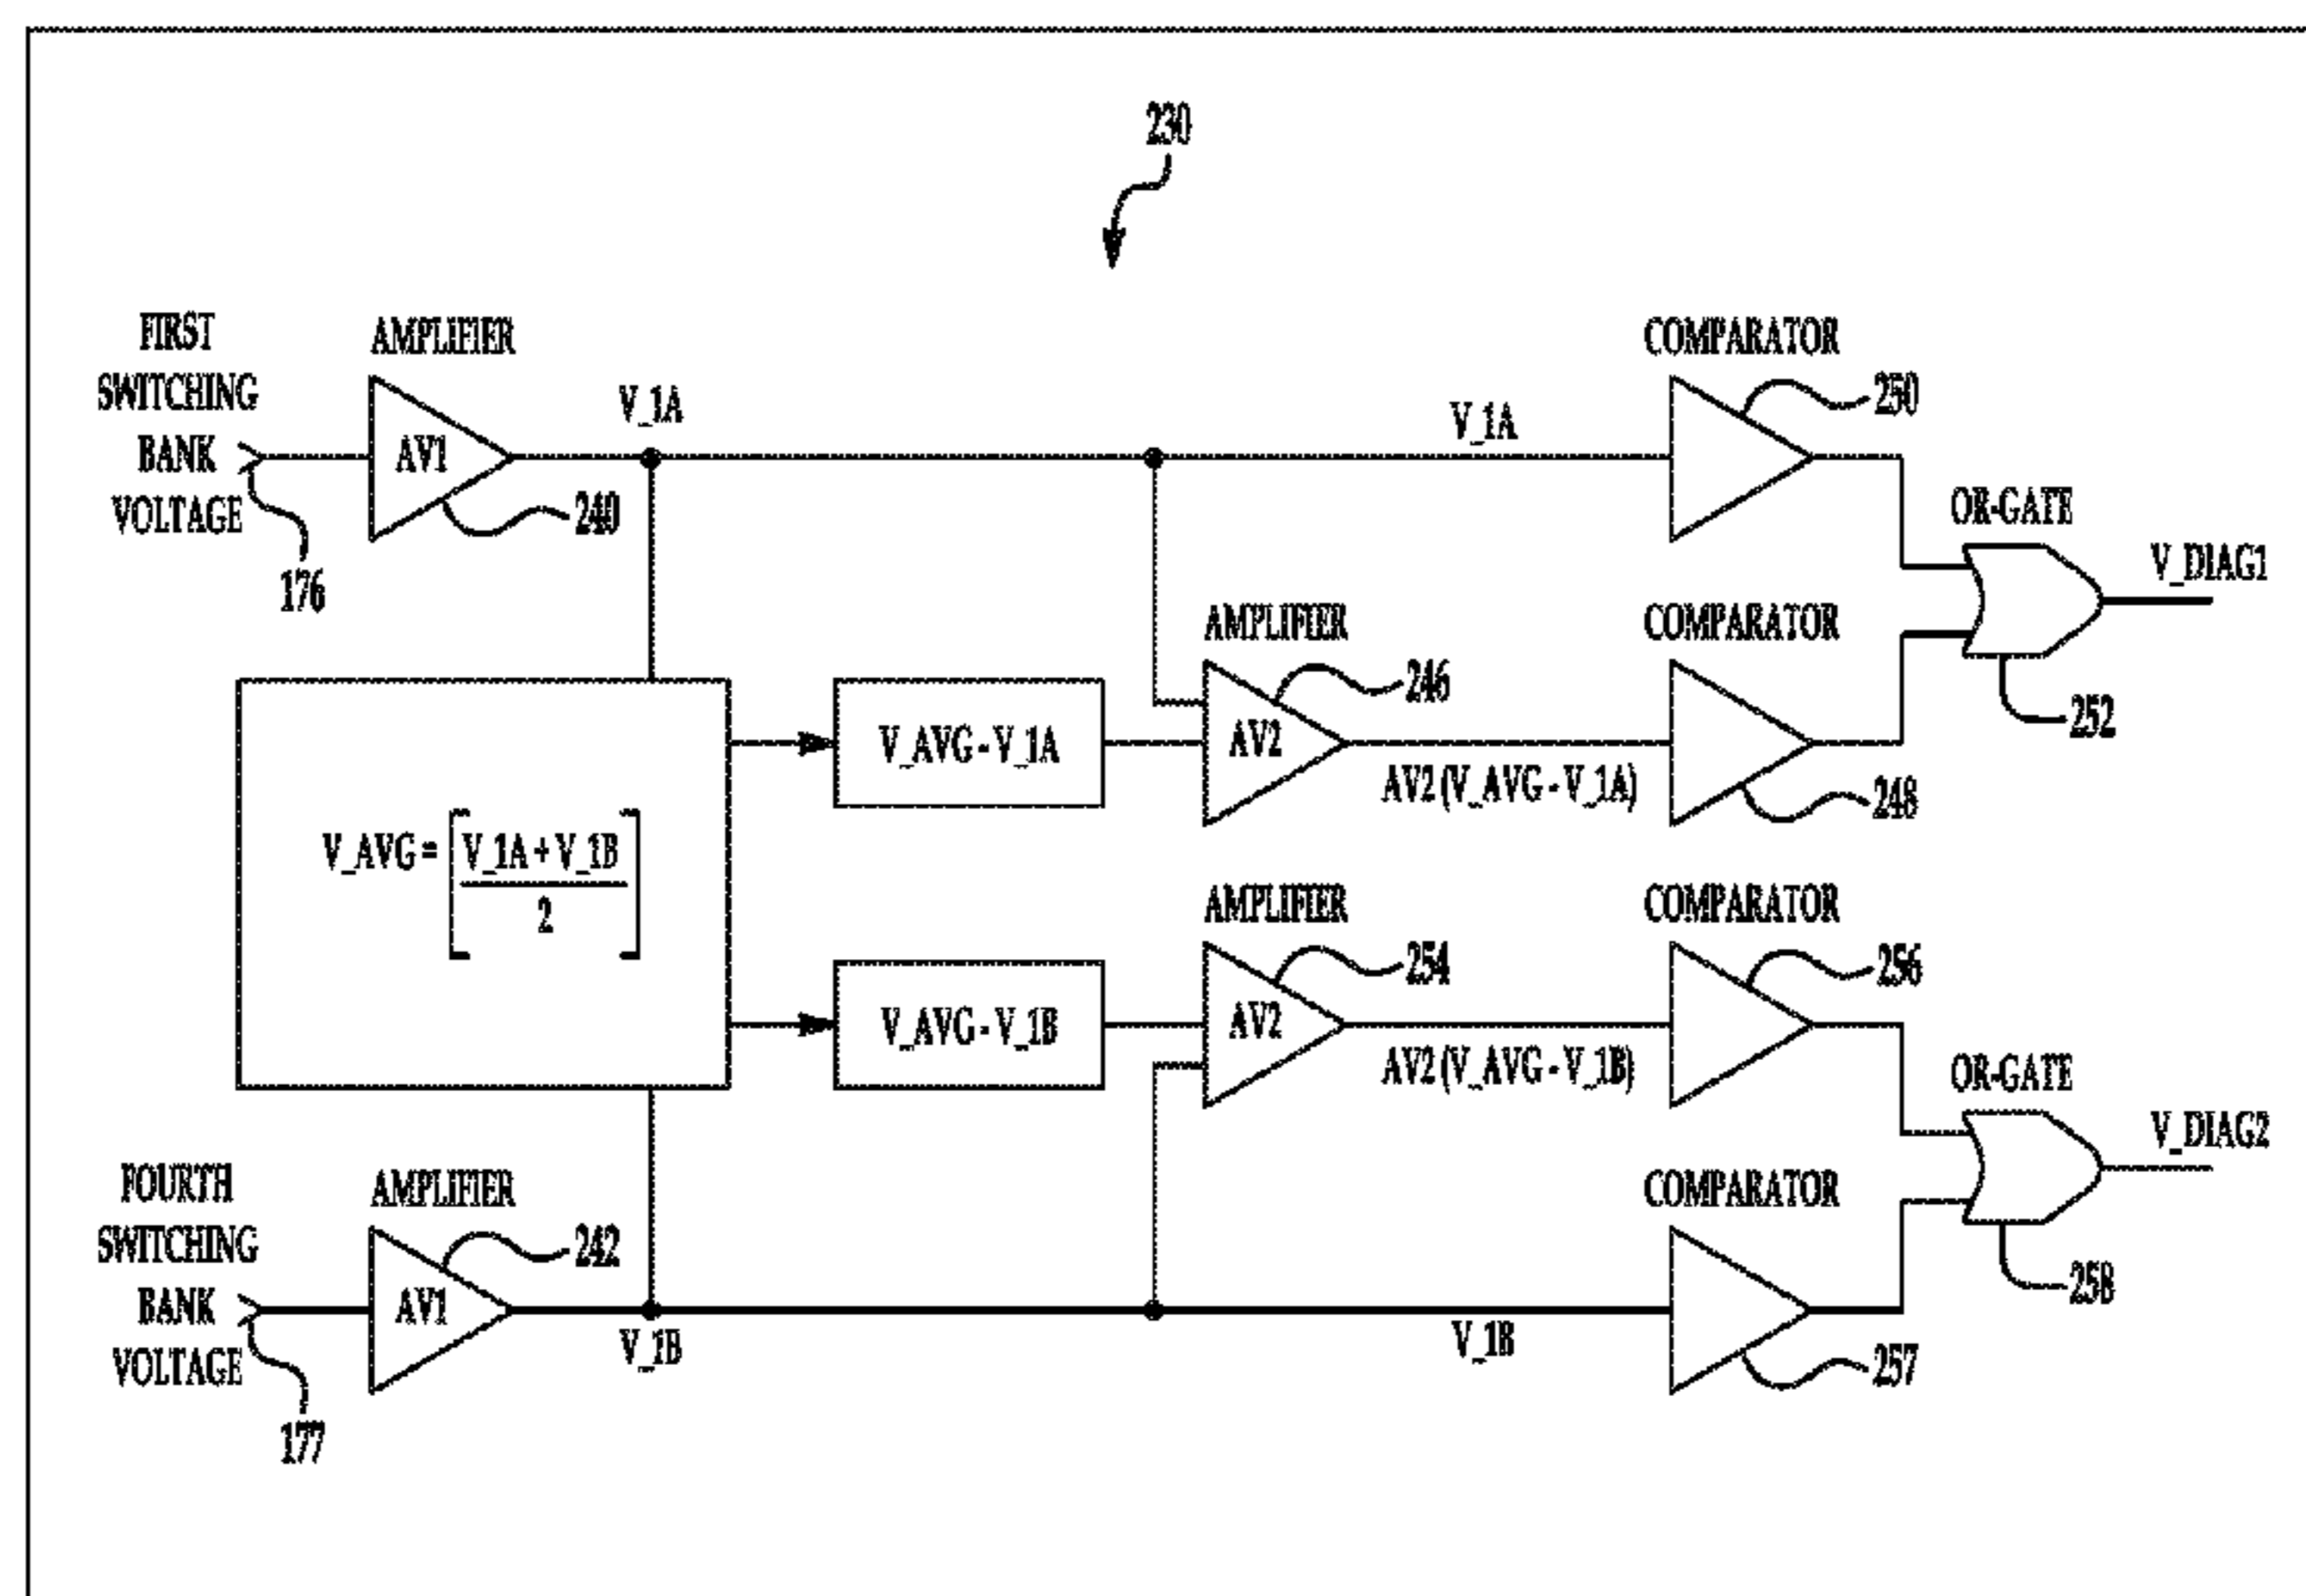 230
FIRST
SWITCHING
BANK
VOLTAGE
176
AMPLIFIER
AV1
240
V_1A
V_1A
COMPARATOR
250
OR-GATE
V_DIAG1
252
AMPLIFIER
246
AV2
COMPARATOR
248
V_AVG - V_1A
AV2 (V_AVG - V_1A)
V_AVG = [V_1A + V_1B
2]
AMPLIFIER
254
AV2
COMPARATOR
256
V_AVG - V_1B
AV2 (V_AVG - V_1B)
OR-GATE
V_DIAG2
258
FOURTH
SWITCHING
BANK
VOLTAGE
177
AMPLIFIER
242
AV1
V_1B
V_1B
COMPARATOR
257